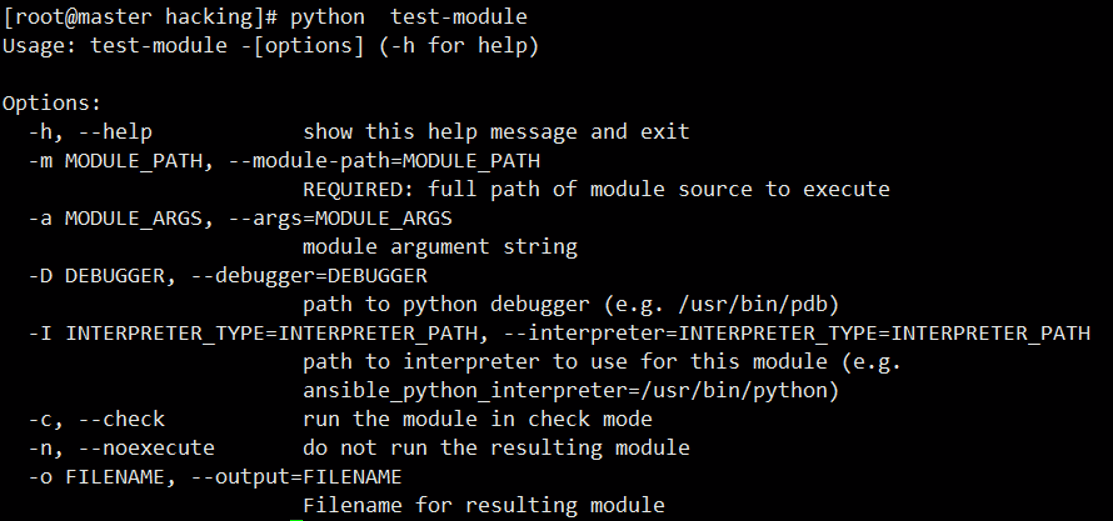 [root@master hacking]# python  test-module
Usage: test-module -[options] (-h for help)
Options:
  -h, --help            show this help message and exit
  -m MODULE_PATH, --module-path=MODULE_PATH
                        REQUIRED: full path of module source to execute
  -a MODULE_ARGS, --args=MODULE_ARGS
                        module argument string
  -D DEBUGGER, --debugger=DEBUGGER
                        path to python debugger (e.g. /usr/bin/pdb)
  -I INTERPRETER_TYPE=INTERPRETER_PATH, --interpreter=INTERPRETER_TYPE=INTERPRETER_PATH
                        path to interpreter to use for this module (e.g.
                        ansible_python_interpreter=/usr/bin/python)
  -c, --check           run the module in check mode
  -n, --noexecute       do not run the resulting module
  -o FILENAME, --output=FILENAME
                        Filename for resulting module